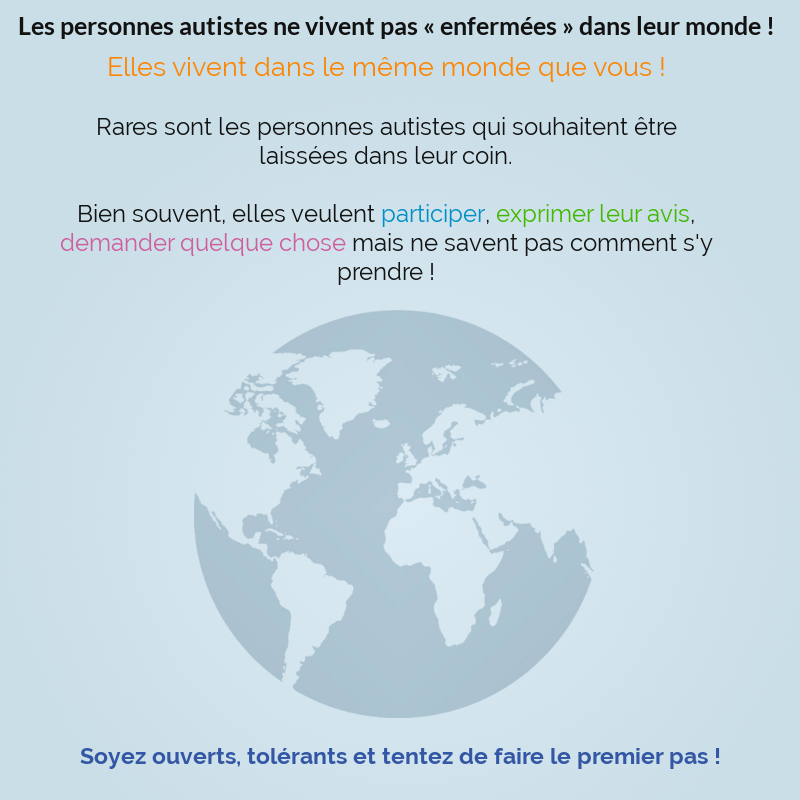 Les personnes autistes ne vivent pas « enfermées » dans leur monde !
Elles vivent dans le même monde que vous !
Rares sont les personnes autistes qui souhaitent être
laissées dans leur coin.
Bien souvent, elles veulent participer, exprimer leur avis,
demander quelque chose mais ne savent pas comment s'y
prendre !
Soyez ouverts, tolérants et tentez de faire le premier pas !